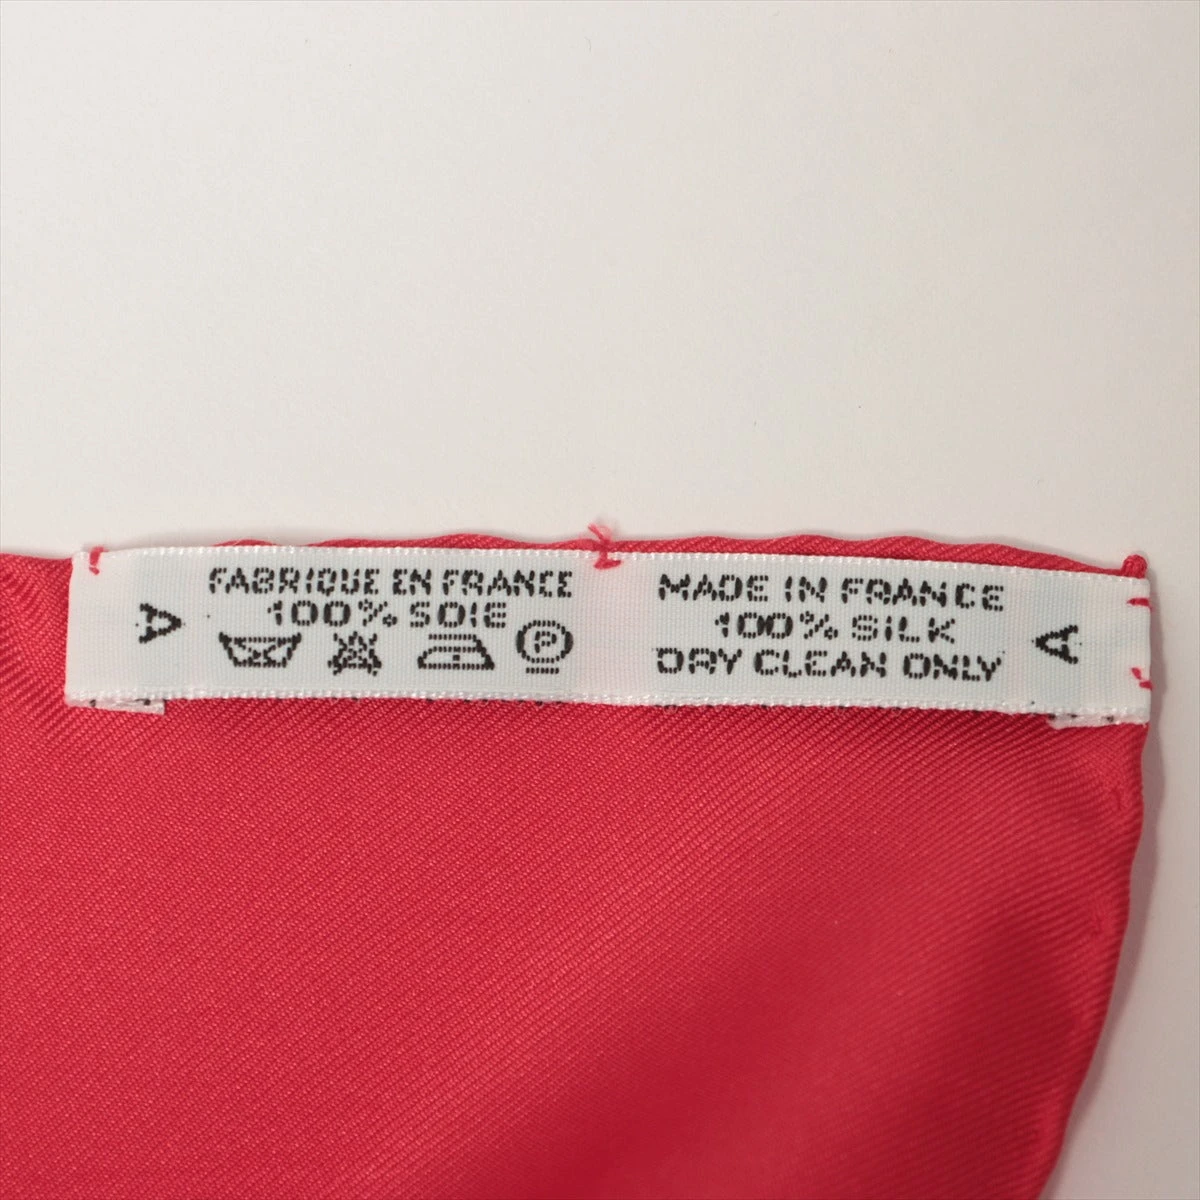 A
FABRIQUE EN FRANCE
100% SOIE
P
MADE IN FRANCE
100% SILK
DRY CLEAN ONLY
A